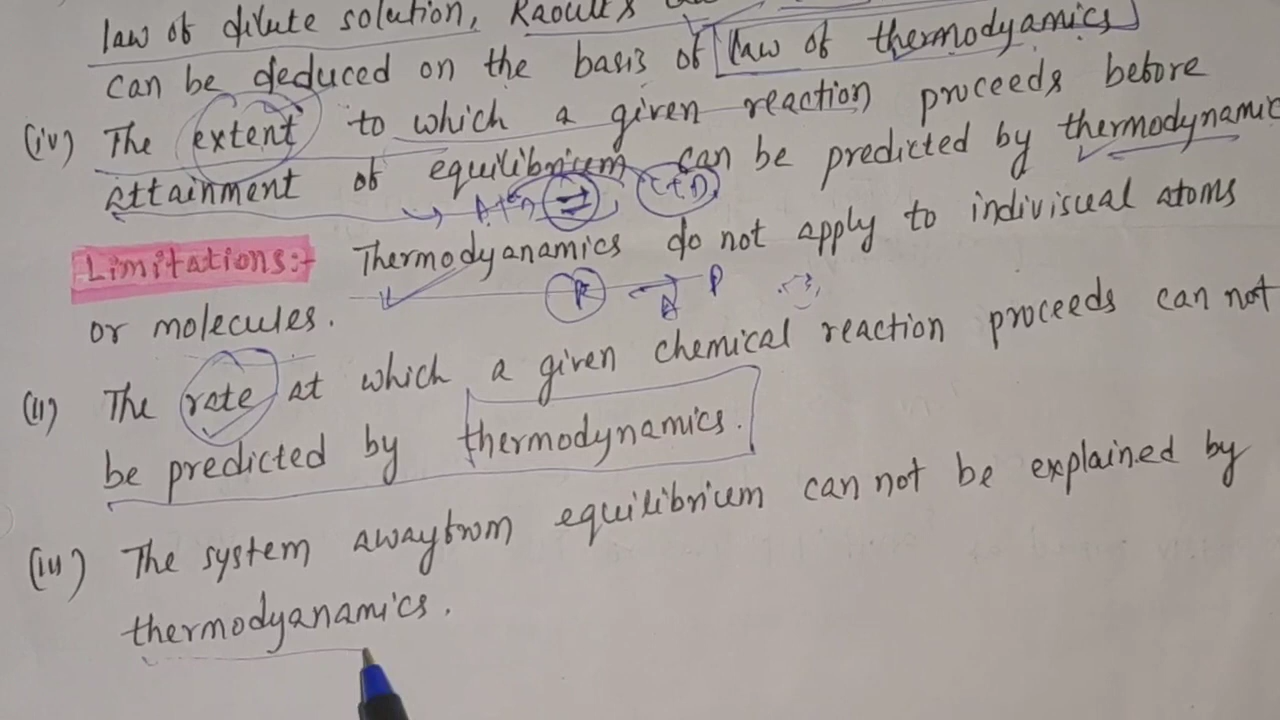 law of dilute solution, Raoult's
can be deduced on the basis of law of thermodyamics
(iv) The extent to which a given reaction proceeds before
attainment of equilibrium can be predicted by thermodynamic
A+B ⇌ C+D
Limitations:- Thermodyanamics do not apply to indiviscual atoms
R → P
or molecules.
(ii) The rate at which a given chemical reaction proceeds can not
be predicted by thermodynamics.
(iii) The system awayfrom equilibrium can not be explained by
thermodyanamics.